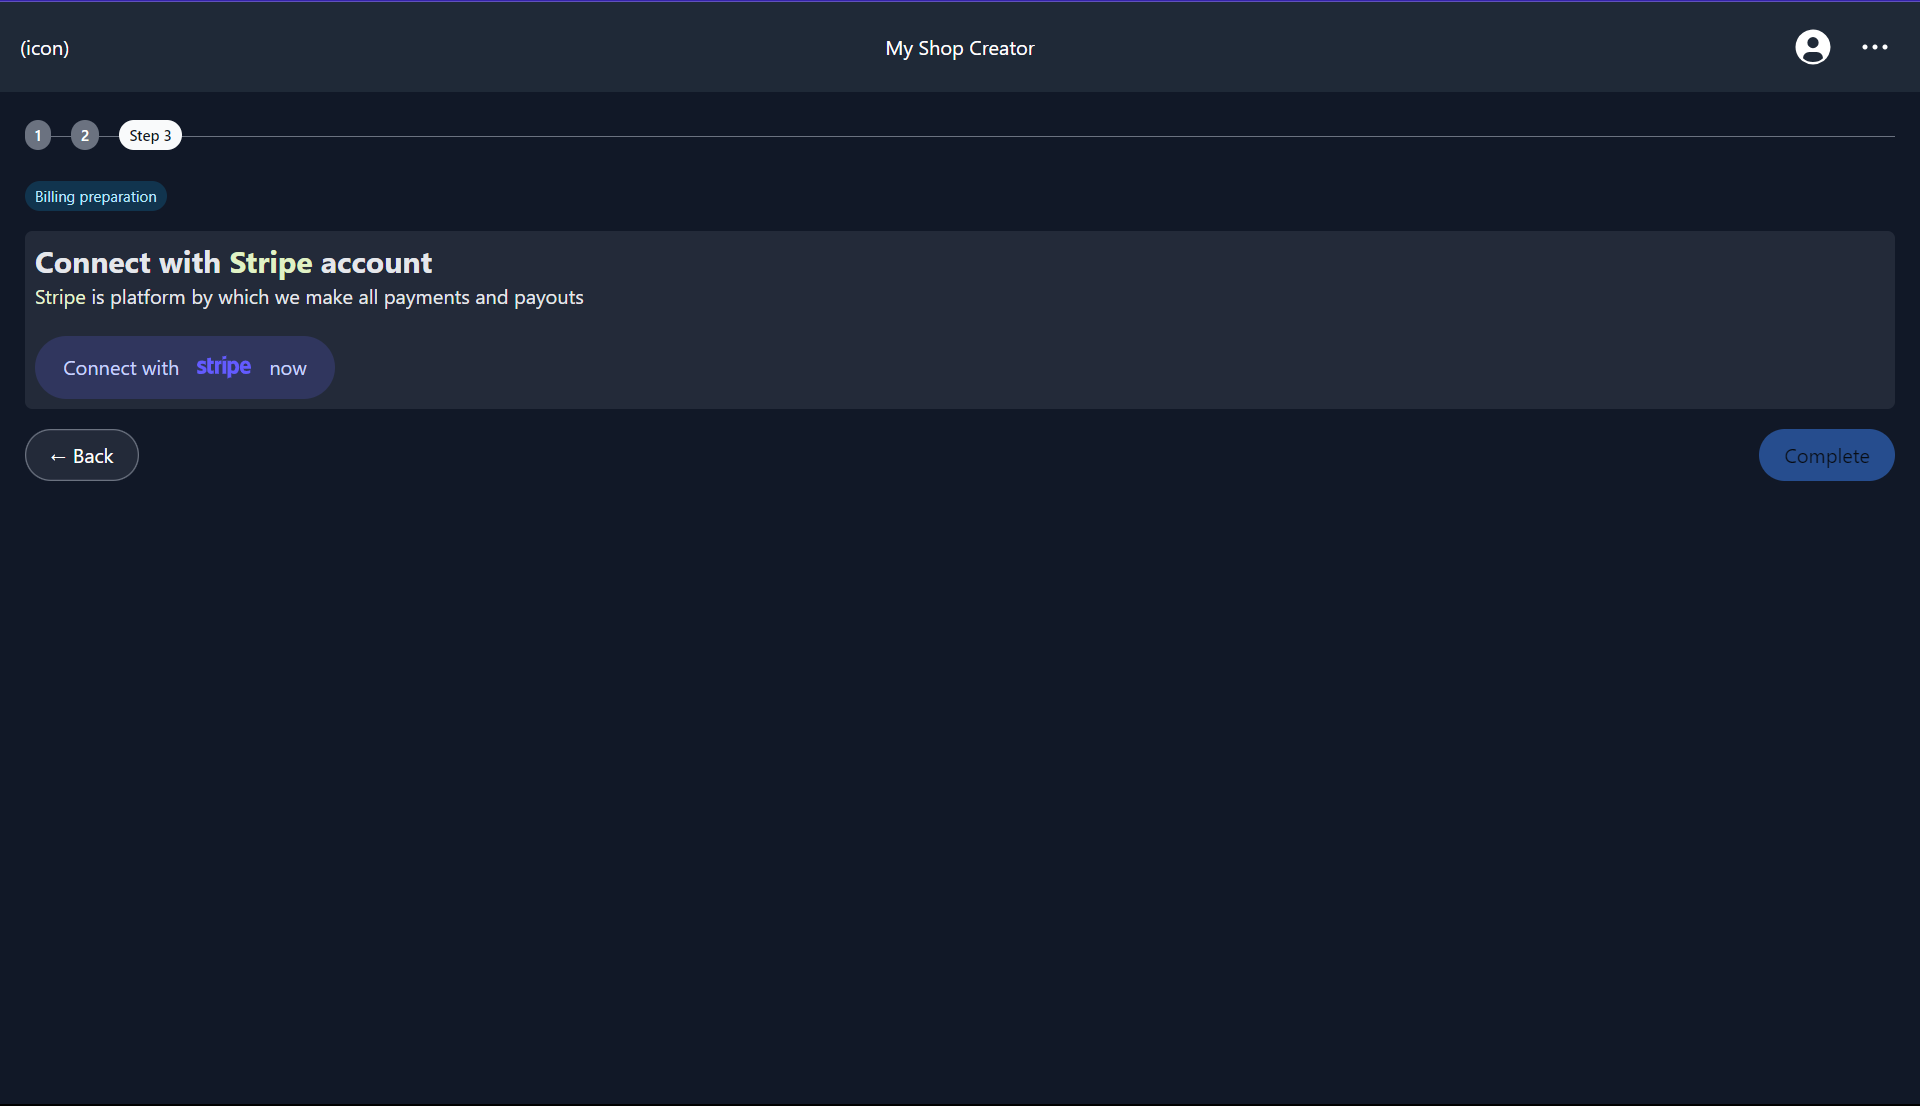 (icon)
My Shop Creator
1
2
Step 3
Billing preparation
Connect with Stripe account
Stripe is platform by which we make all payments and payouts
Connect with stripe now
← Back
Complete